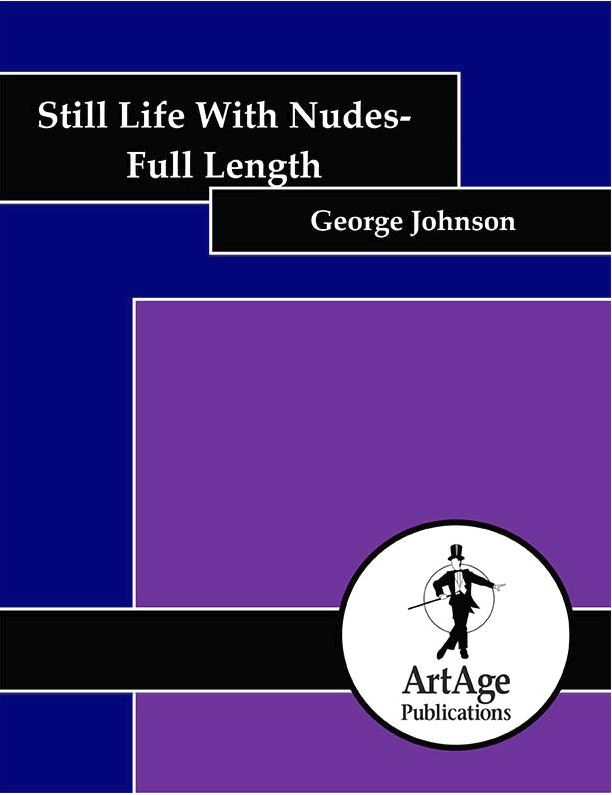 Still Life With Nudes-
Full Length
George Johnson
ArtAge
Publications